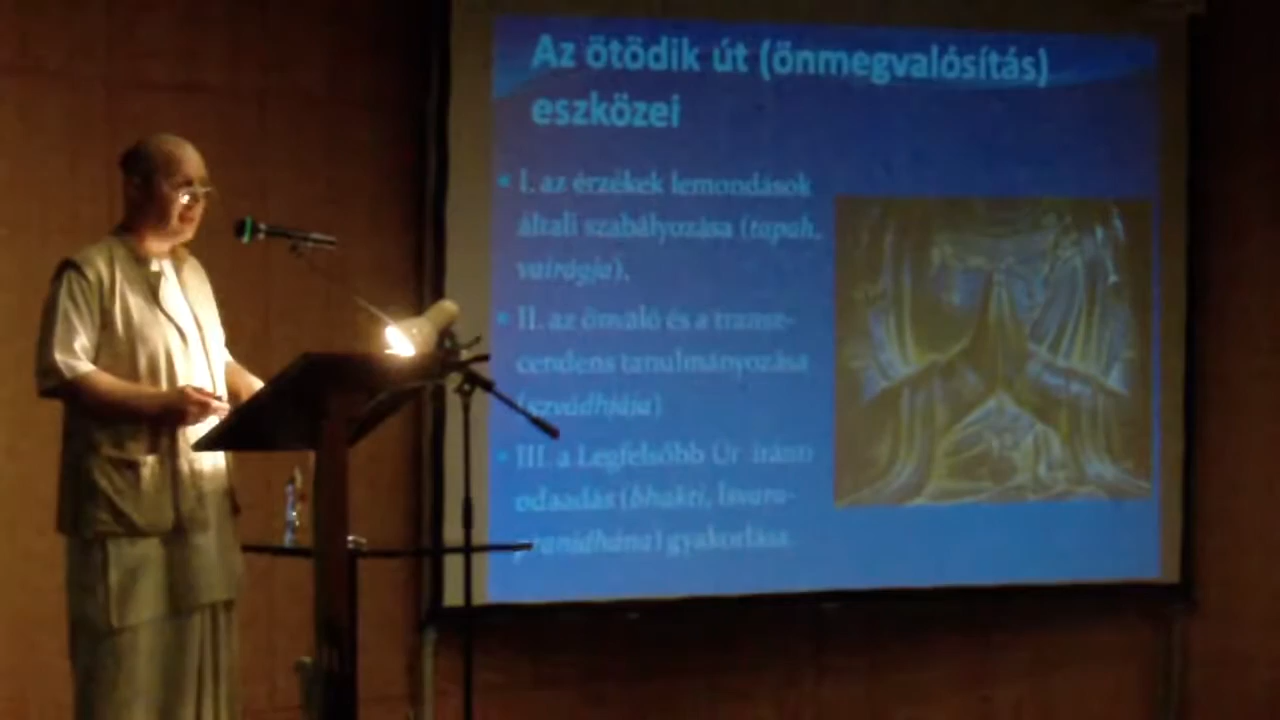 Az ötödik út (önmegvalósítás)
eszközei
• I. az érzékek lemondások
általi szabályozása (tapah,
vairágja),
• II. az önvaló és a transz-
cendens tanulmányozása
(szvádhjája)
• III. a Legfelsőbb Úr iránti
odaadás (bhakti, Ísvara-
pranidhána) gyakorlása